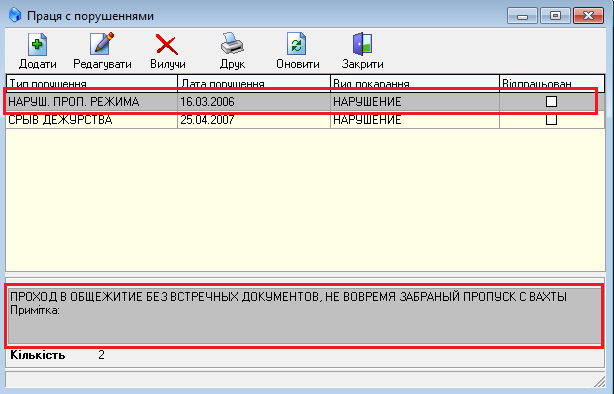 Праця с порушеннями
Додати Редагувати Вилучи Друк Оновити Закрити
Тип порушення Дата порушення Вид покарання Відпрацьован
НАРУШ. ПРОП. РЕЖИМА 16.03.2006 НАРУШЕНИЕ
СРЫВ ДЕЖУРСТВА 25.04.2007 НАРУШЕНИЕ
ПРОХОД В ОБЩЕЖИТИЕ БЕЗ ВСТРЕЧНЫХ ДОКУМЕНТОВ, НЕ ВОВРЕМЯ ЗАБРАНЫЙ ПРОПУСК С ВАХТЫ
Примітка:
Кількість 2